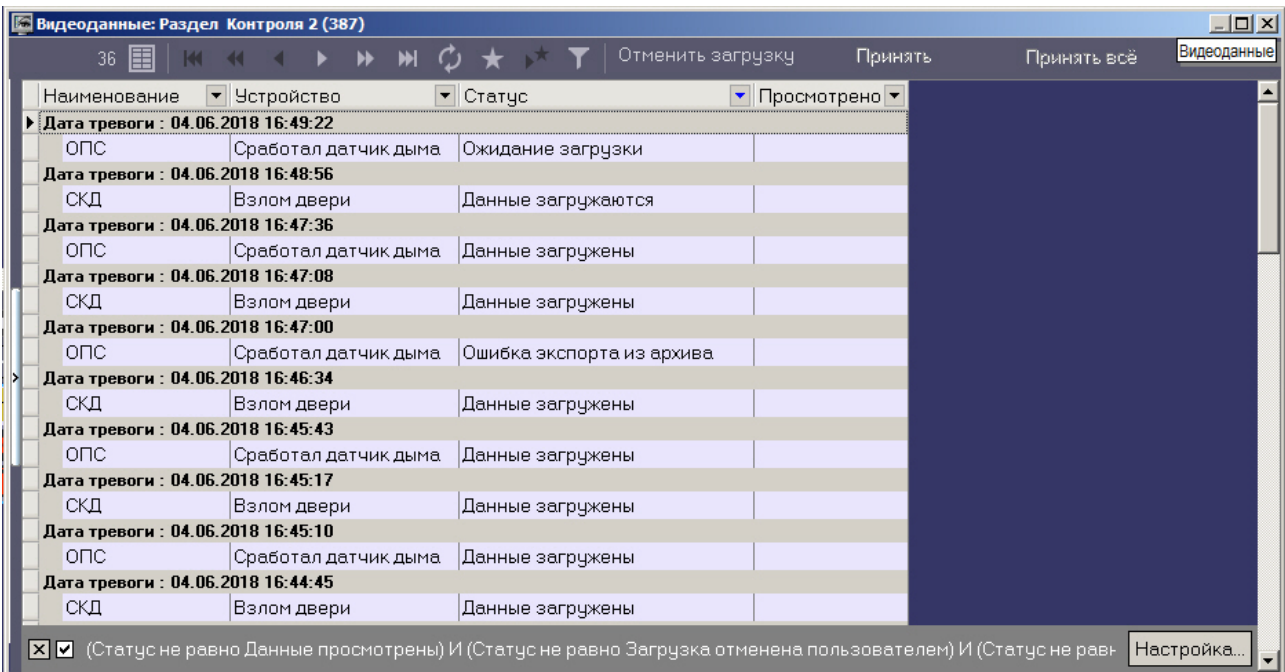 Видеоданные: Раздел Контроля 2 (387)
36 Отменить загрузку Принять Принять всё Видеоданные
Наименование Устройство Статус Просмотрено
Дата тревоги : 04.06.2018 16:49:22
ОПС Сработал датчик дыма Ожидание загрузки
Дата тревоги : 04.06.2018 16:48:56
СКД Взлом двери Данные загружаются
Дата тревоги : 04.06.2018 16:47:36
ОПС Сработал датчик дыма Данные загружены
Дата тревоги : 04.06.2018 16:47:08
СКД Взлом двери Данные загружены
Дата тревоги : 04.06.2018 16:47:00
ОПС Сработал датчик дыма Ошибка экспорта из архива
Дата тревоги : 04.06.2018 16:46:34
СКД Взлом двери Данные загружены
Дата тревоги : 04.06.2018 16:45:43
ОПС Сработал датчик дыма Данные загружены
Дата тревоги : 04.06.2018 16:45:17
СКД Взлом двери Данные загружены
Дата тревоги : 04.06.2018 16:45:10
ОПС Сработал датчик дыма Данные загружены
Дата тревоги : 04.06.2018 16:44:45
СКД Взлом двери Данные загружены
(Статус не равно Данные просмотрены) И (Статус не равно Загрузка отменена пользователем) И (Статус не рав Настройка...